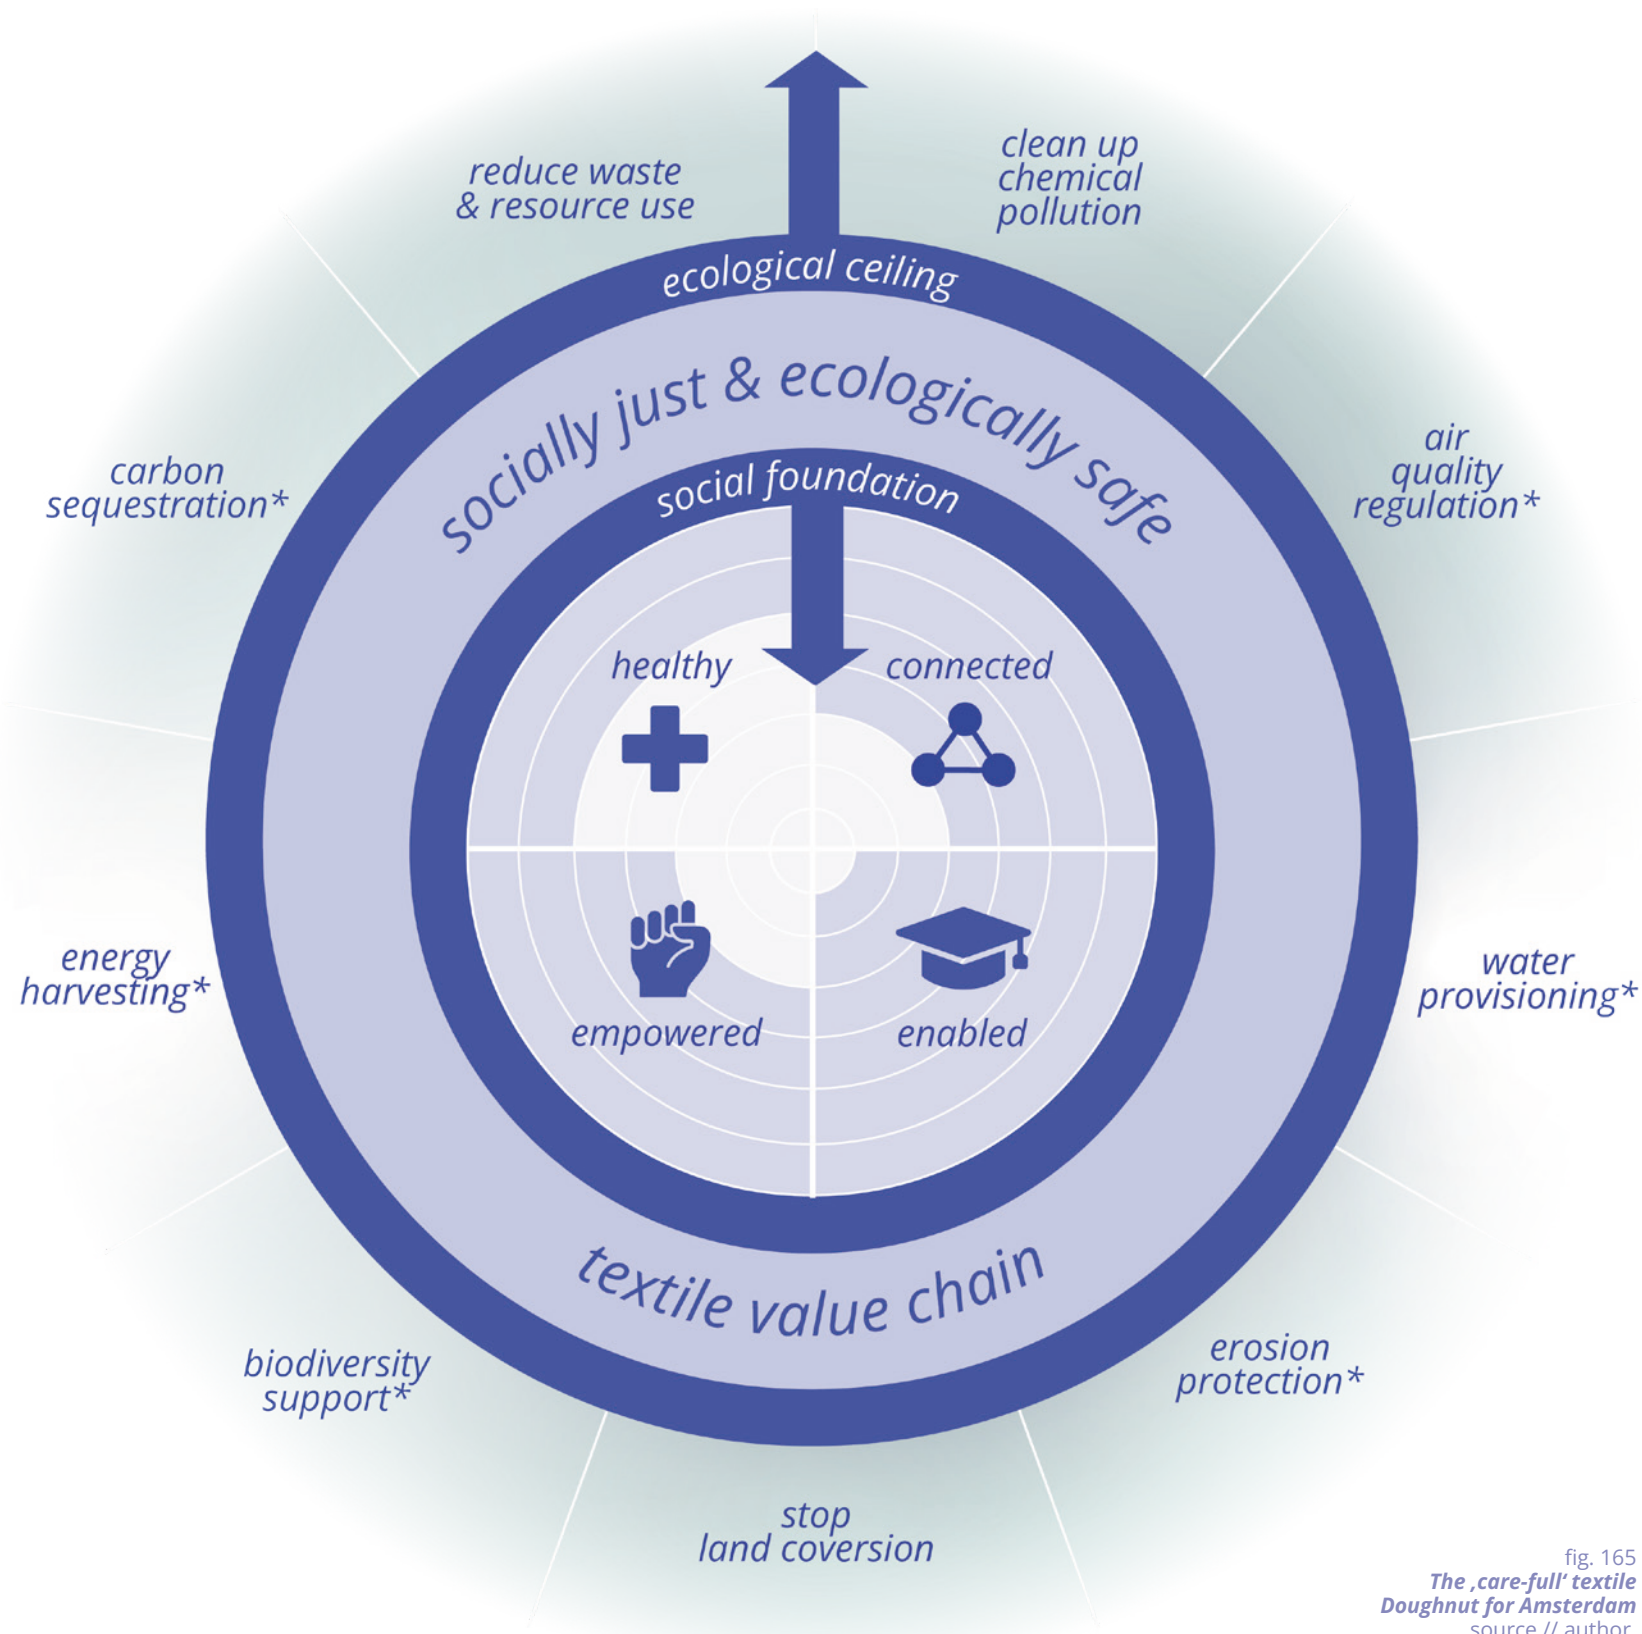 reduce waste
& resource use
clean up
chemical
pollution
ecological ceiling
socially just & ecologically safe
social foundation
carbon
sequestration*
air
quality
regulation*
healthy
connected
energy
harvesting*
water
provisioning*
empowered
enabled
textile value chain
biodiversity
support*
erosion
protection*
stop
land coversion
fig. 165
The ‚care-full‘ textile
Doughnut for Amsterdam
source // author